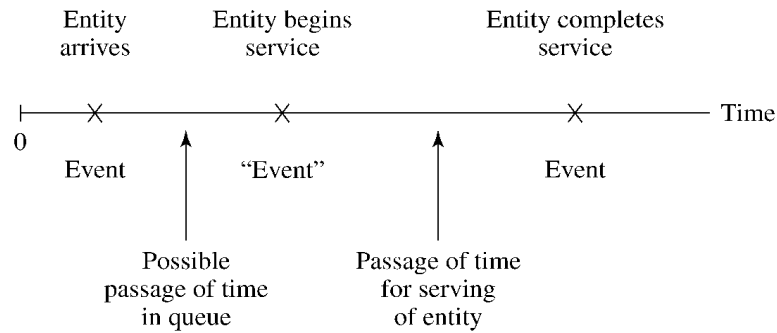 Entity
arrives
Entity begins
service
Entity completes
service
Time
0
Event
“Event”
Event
Possible
passage of time
in queue
Passage of time
for serving
of entity